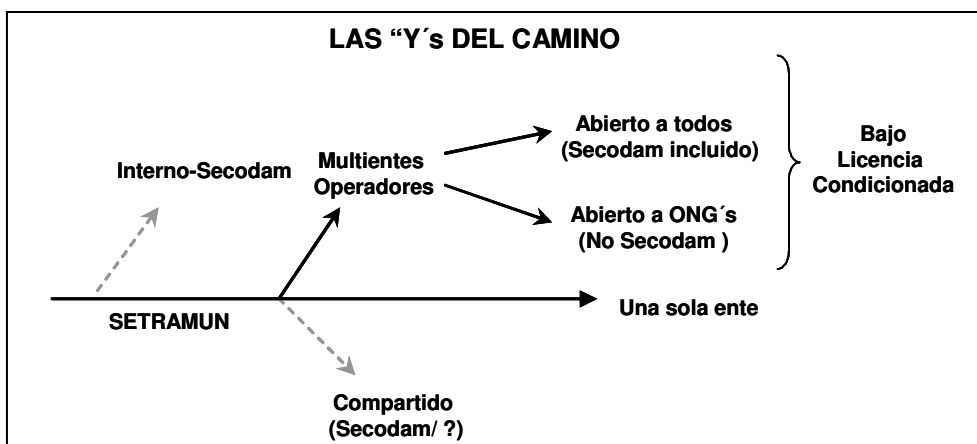 LAS “Y´s DEL CAMINO
Interno-Secodam
Multientes
Operadores
Abierto a todos
(Secodam incluido)
Abierto a ONG´s
(No Secodam )
Bajo
Licencia
Condicionada
Una sola ente
SETRAMUN
Compartido
(Secodam/ ?)